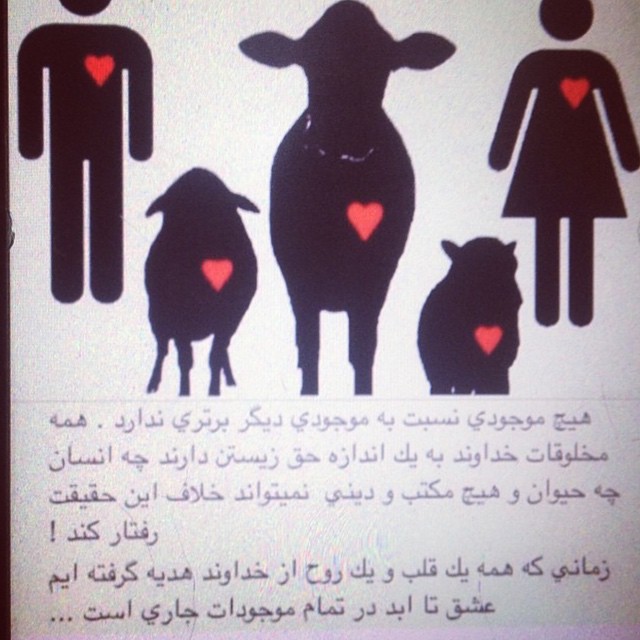 هيچ موجودي نسبت به موجودي ديگر برتري ندارد . همه
مخلوقات خداوند به يك اندازه حق زيستن دارند چه انسان
چه حيوان و هيچ مكتب و ديني نميتواند خلاف اين حقيقت
رفتار كند !
زماني كه همه يك قلب و يك روح از خداوند هديه گرفته ايم
عشق تا ابد در تمام موجودات جاري است ...